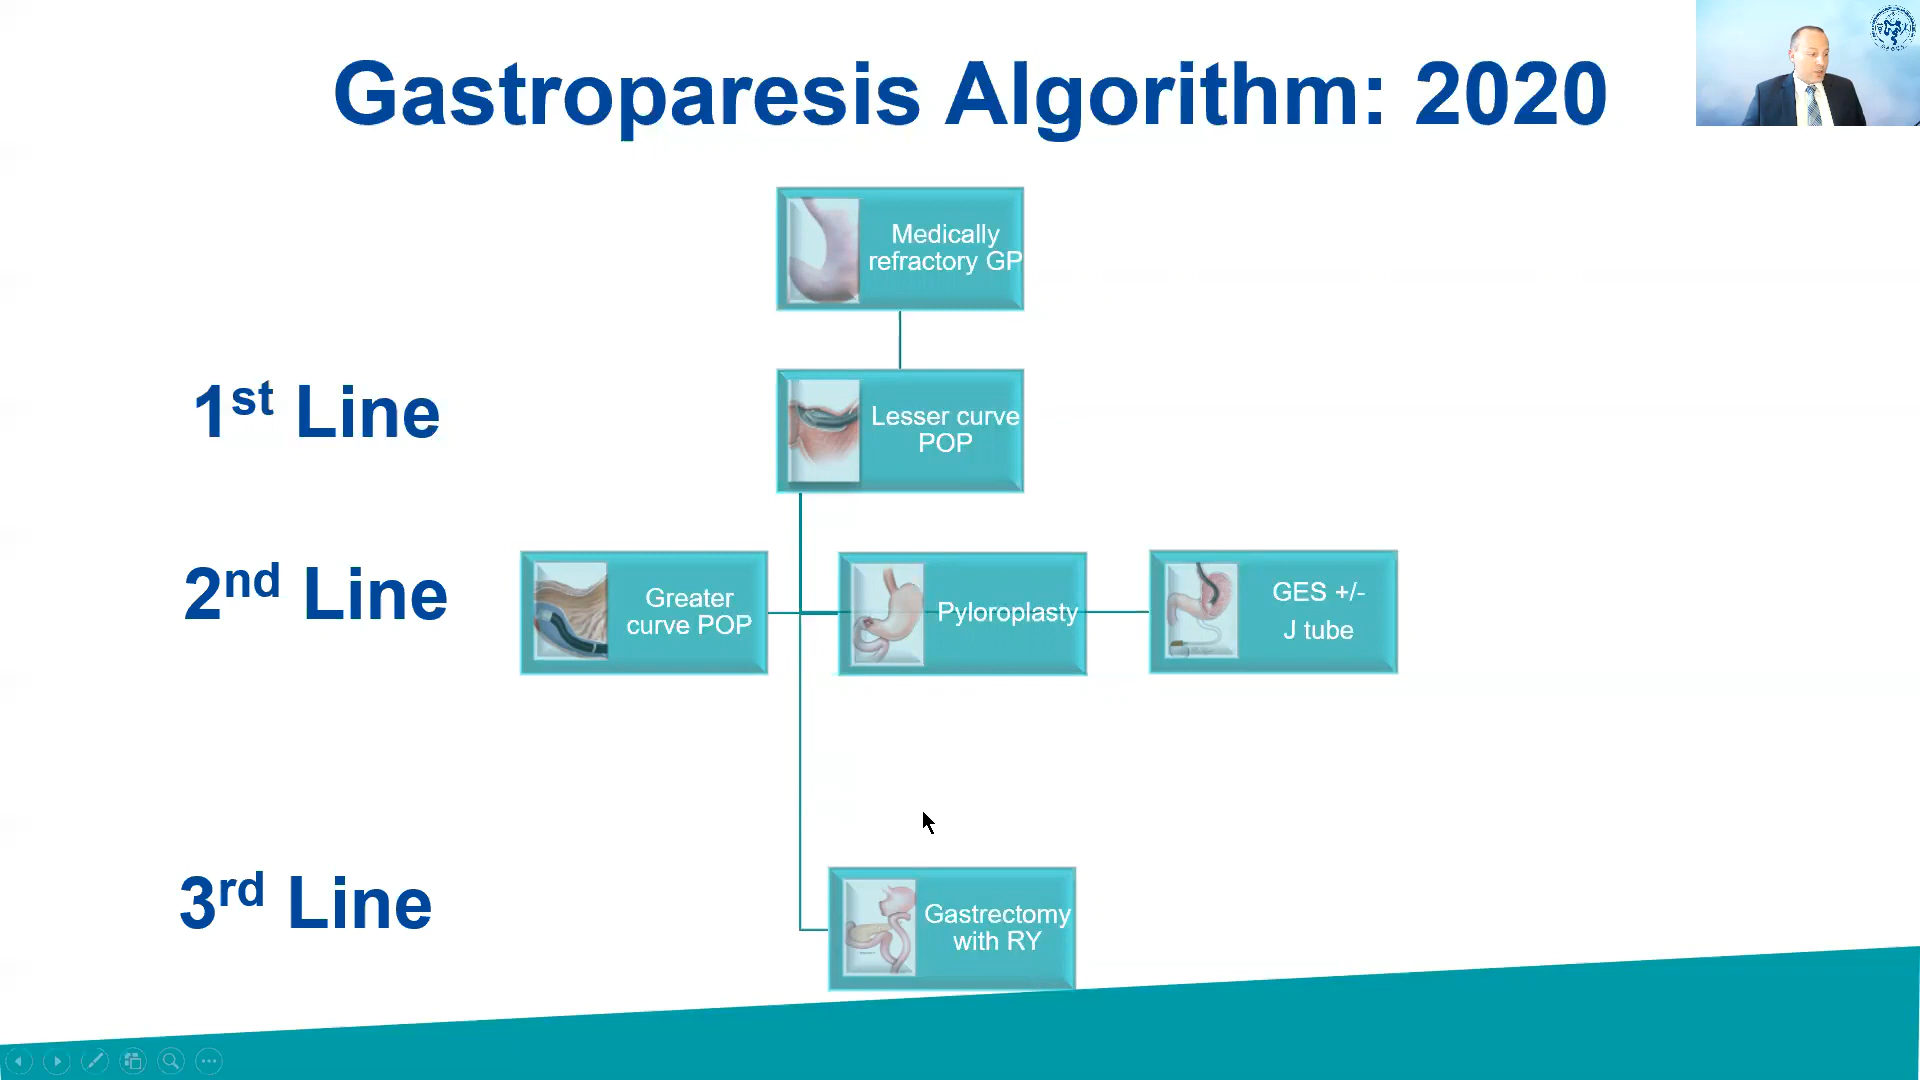 Gastroparesis Algorithm: 2020
Medically
refractory GP
1st Line
Lesser curve
POP
2nd Line
Greater
curve POP
Pyloroplasty
GES +/-
J tube
3rd Line
Gastrectomy
with RY